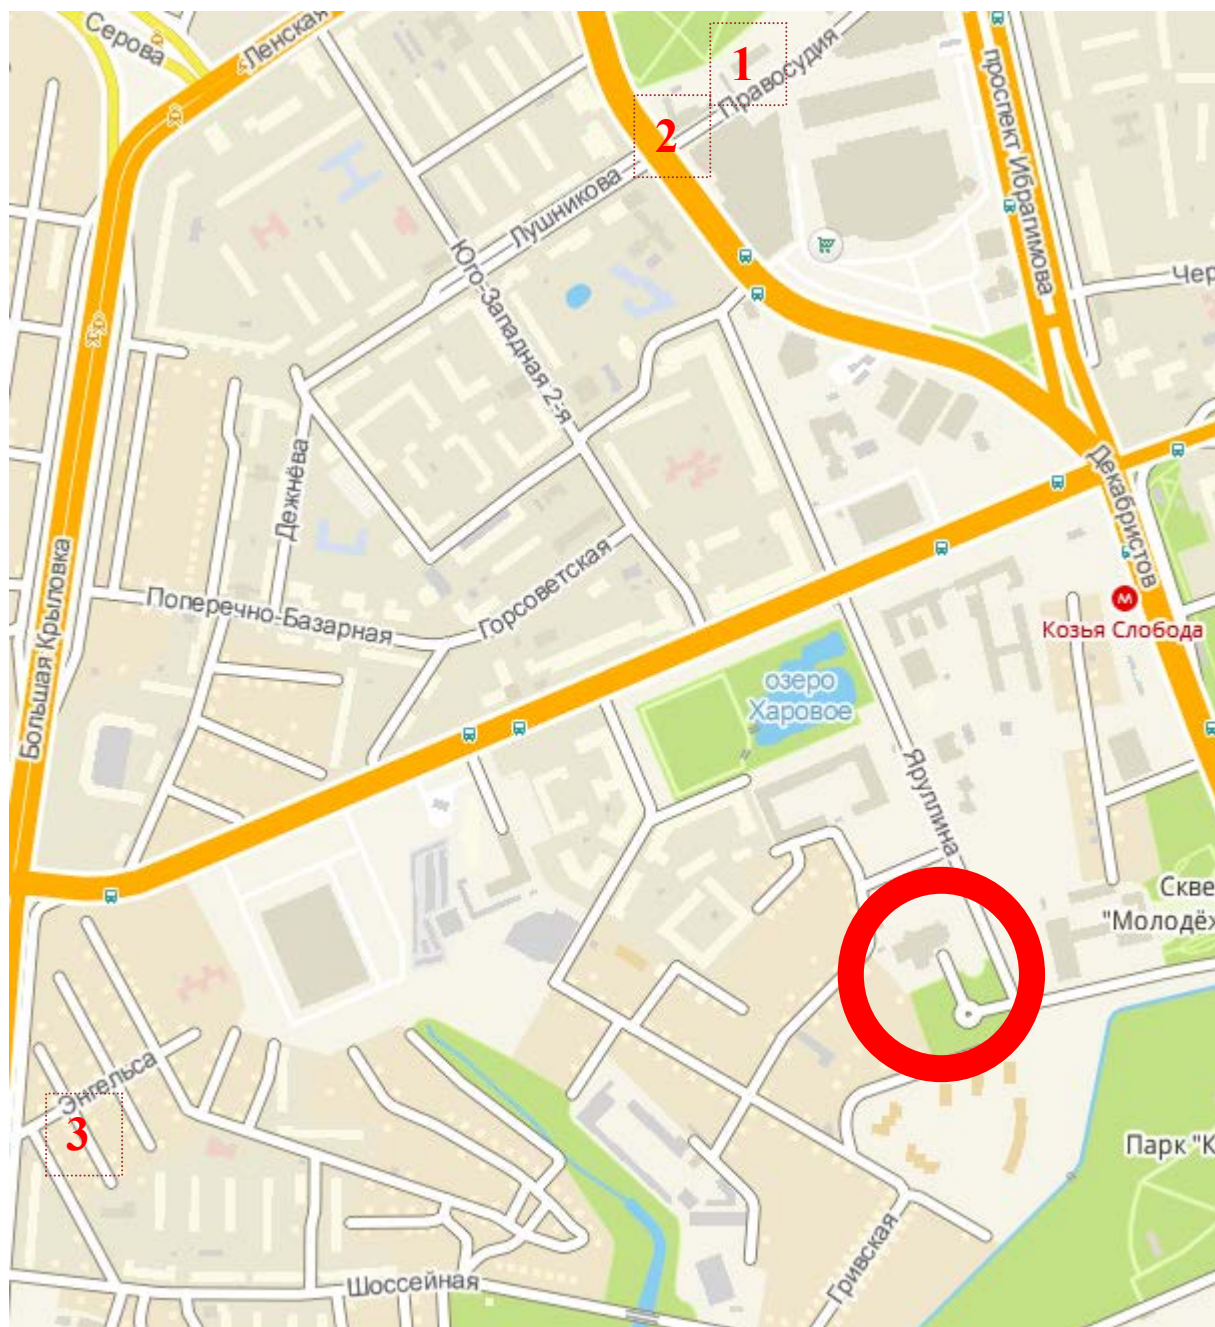 Серова
Ленская
1
Правосудия
2
Лушникова
проспект Ибрагимова
Чер
Юго-Западная 2-я
Дежнёва
Декабристов
Большая Крыловка
Поперечно-Базарная
Горсоветская
М
Козья Слобода
озеро
Харовое
Яруллина
Скве
"Молодёж
Энгельса
3
Парк "К
Гривская
Шоссейная